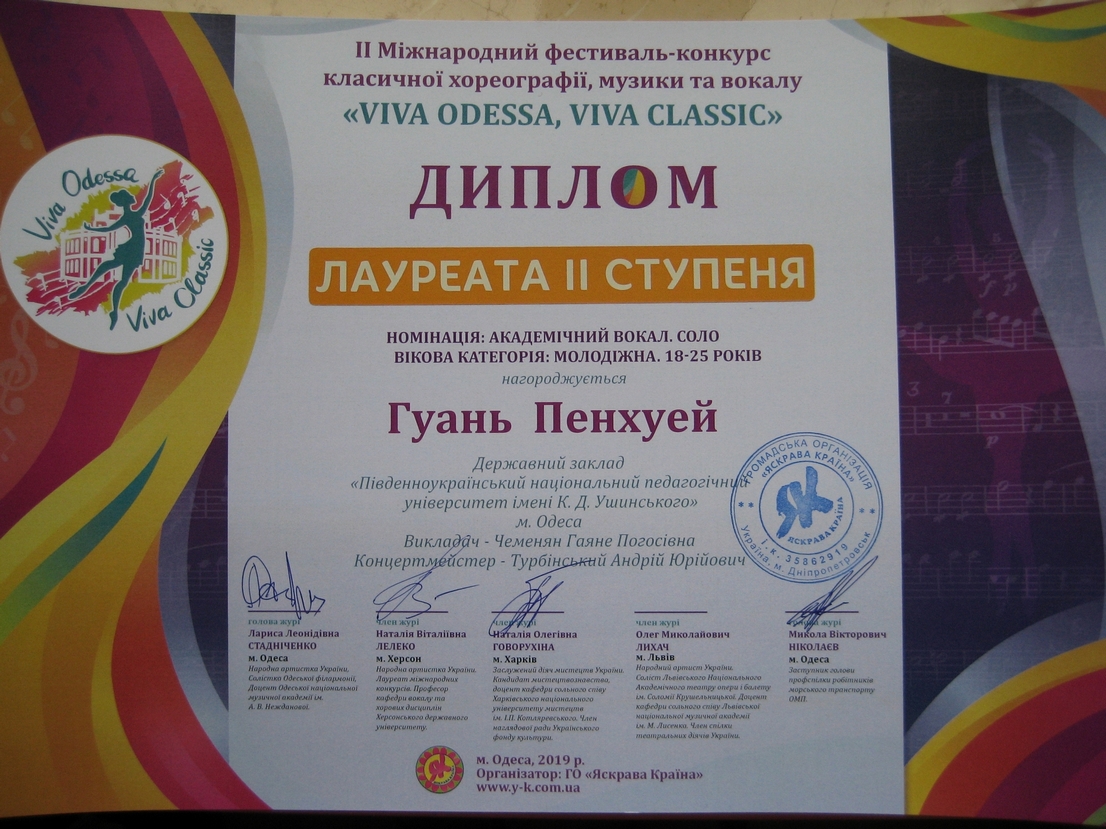 II Міжнародний фестиваль-конкурс
класичної хореографії, музики та вокалу
«VIVA ODESSA, VIVA CLASSIC»
Viva Odessa
Viva Classic
ДИПЛОМ
ЛАУРЕАТА II СТУПЕНЯ
НОМІНАЦІЯ: АКАДЕМІЧНИЙ ВОКАЛ. СОЛО
ВІКОВА КАТЕГОРІЯ: МОЛОДІЖНА. 18-25 РОКІВ
нагороджується
Гуань Пенхуей
Державний заклад
«Південноукраїнський національний педагогічний
університет імені К. Д. Ушинського»
м. Одеса
Викладач - Чеменян Гаяне Погосівна
Концертмейстер - Турбінський Андрій Юрійович
ГРОМАДСЬКА ОРГАНІЗАЦІЯ
«ЯСКРАВА КРАЇНА»
ЯК
ЯСКРАВА КРАЇНА
і.к. 35862919
Україна, м. Дніпропетровськ
голова журі
Лариса Леонідівна
СТАДНІЧЕНКО
м. Одеса
Народна артистка України.
Солістка Одеської філармонії.
Доцент Одеської національної
музичної академії ім.
А. В. Нежданової.
член журі
Наталія Віталіївна
ЛЕЛЕКО
м. Херсон
Народна артистка України.
Лауреат міжнародних
конкурсів. Професор
кафедри вокалу та
хорових дисциплін
Херсонського державного
університету.
член журі
Наталія Олегівна
ГОВОРУХІНА
м. Харків
Заслужений діяч мистецтв України.
Кандидат мистецтвознавства,
доцент кафедри сольного співу
Харківського національного
університету мистецтв
ім. І.П. Котляревського. Член
наглядової ради Українського
фонду культури.
член журі
Олег Миколайович
ЛИХАЧ
м. Львів
Народний артист України.
Соліст Львівського Національного
Академічного театру опери і балету
ім. Соломії Крушельницької. Доцент
кафедри сольного співу Львівської
національної музичної академії
ім. М. Лисенка. Член спілки
театральних діячів України.
голова журі
Микола Вікторович
НІКОЛАЄВ
м. Одеса
Заступник голови
профспілки робітників
морського транспорту
ОМП.
м. Одеса, 2019 р.
Організатор: ГО «Яскрава Країна»
www.y-k.com.ua